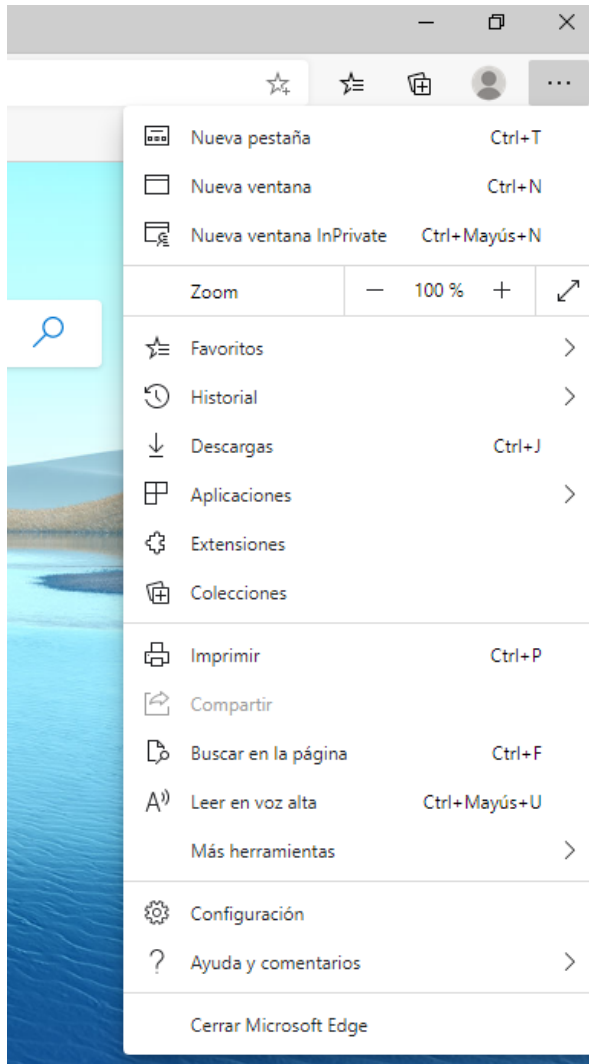 Nueva pestaña Ctrl+T
Nueva ventana Ctrl+N
Nueva ventana InPrivate Ctrl+Mayús+N
Zoom — 100 % +
Favoritos
Historial
Descargas Ctrl+J
Aplicaciones
Extensiones
Colecciones
Imprimir Ctrl+P
Compartir
Buscar en la página Ctrl+F
Leer en voz alta Ctrl+Mayús+U
Más herramientas
Configuración
Ayuda y comentarios
Cerrar Microsoft Edge